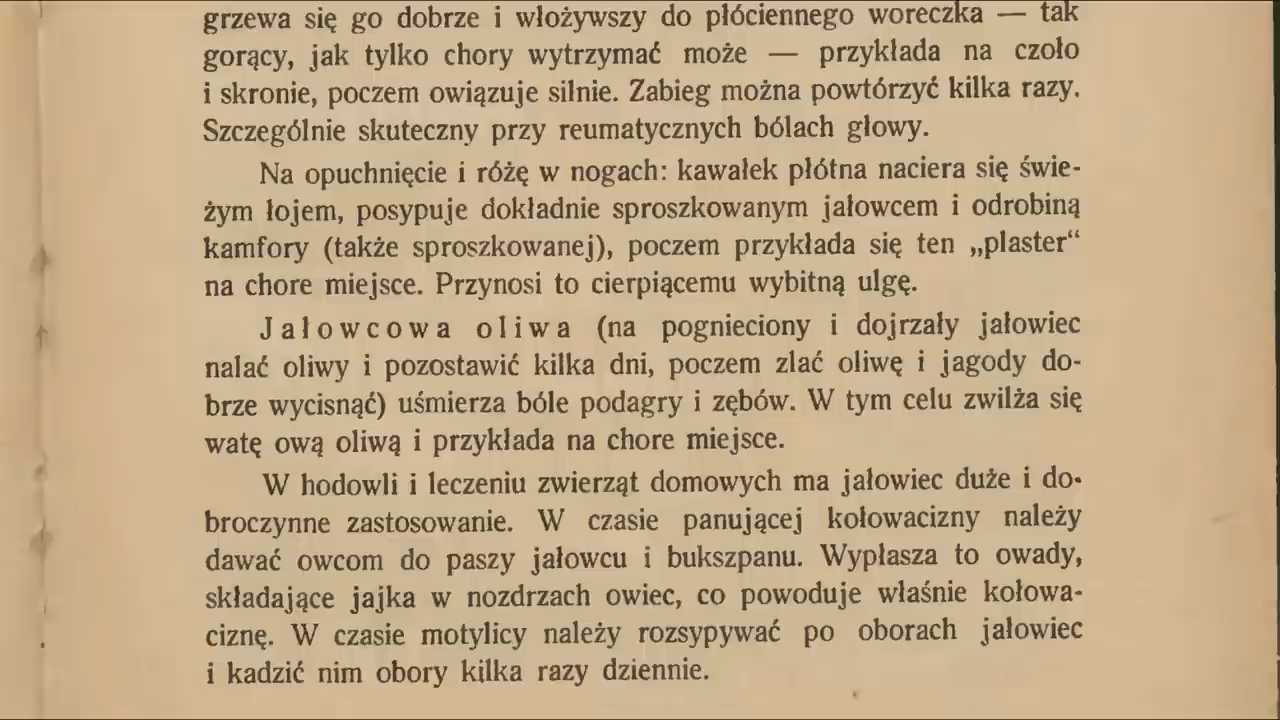 grzewa się go dobrze i włożywszy do płóciennego woreczka — tak
gorący, jak tylko chory wytrzymać może — przykłada na czoło
i skronie, poczem owiązuje silnie. Zabieg można powtórzyć kilka razy.
Szczególnie skuteczny przy reumatycznych bólach głowy.
Na opuchnięcie i różę w nogach: kawałek płótna naciera się świe-
żym łojem, posypuje dokładnie sproszkowanym jałowcem i odrobiną
kamfory (także sproszkowanej), poczem przykłada się ten „plaster“
na chore miejsce. Przynosi to cierpiącemu wybitną ulgę.
Jałowcowa oliwa (na pognieciony i dojrzały jałowiec
nalać oliwy i pozostawić kilka dni, poczem zlać oliwę i jagody do-
brze wycisnąć) uśmierza bóle podagry i zębów. W tym celu zwilża się
watę ową oliwą i przykłada na chore miejsce.
W hodowli i leczeniu zwierząt domowych ma jałowiec duże i do-
broczynne zastosowanie. W czasie panującej kołowacizny należy
dawać owcom do paszy jałowcu i bukszpanu. Wypłasza to owady,
składające jajka w nozdrzach owiec, co powoduje właśnie kołowa-
ciznę. W czasie motylicy należy rozsypywać po oborach jałowiec
i kadzić nim obory kilka razy dziennie.